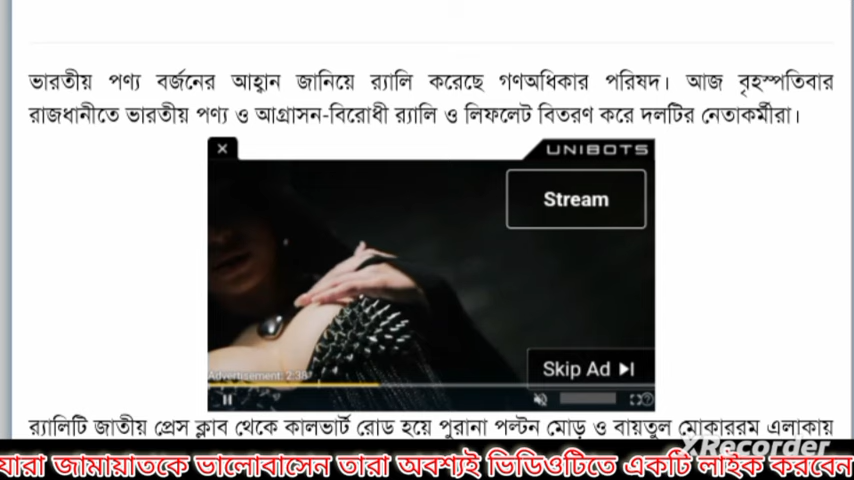 ভারতীয় পণ্য বর্জনের আহ্বান জানিয়ে র‍্যালি করেছে গণঅধিকার পরিষদ। আজ বৃহস্পতিবার
রাজধানীতে ভারতীয় পণ্য ও আগ্রাসন-বিরোধী র‍্যালি ও লিফলেট বিতরণ করে দলটির নেতাকর্মীরা।
UNIBOTS
Stream
Skip Ad
Advertisement: 2:38
র‍্যালিটি জাতীয় প্রেস ক্লাব থেকে কালভার্ট রোড হয়ে পুরানা পল্টন মোড় ও বায়তুল মোকাররম এলাকায়
XRecorder
যারা জামায়াতকে ভালোবাসেন তারা অবশ্যই ভিডিওটিতে একটি লাইক করবেন